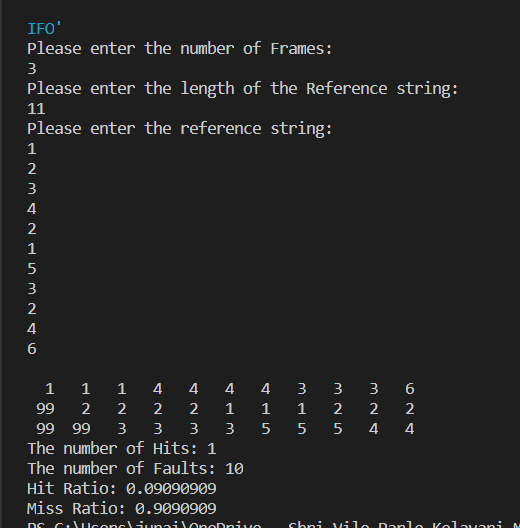 IFO'
Please enter the number of Frames:
3
Please enter the length of the Reference string:
11
Please enter the reference string:
1
2
3
4
2
1
5
3
2
4
6
1 1 1 4 4 4 4 3 3 3 6
99 2 2 2 2 1 1 1 2 2 2
99 99 3 3 3 3 5 5 5 4 4
The number of Hits: 1
The number of Faults: 10
Hit Ratio: 0.09090909
Miss Ratio: 0.9090909
PS C:\Users\junai\OneDrive - Shri Vile Parle Kelavani M